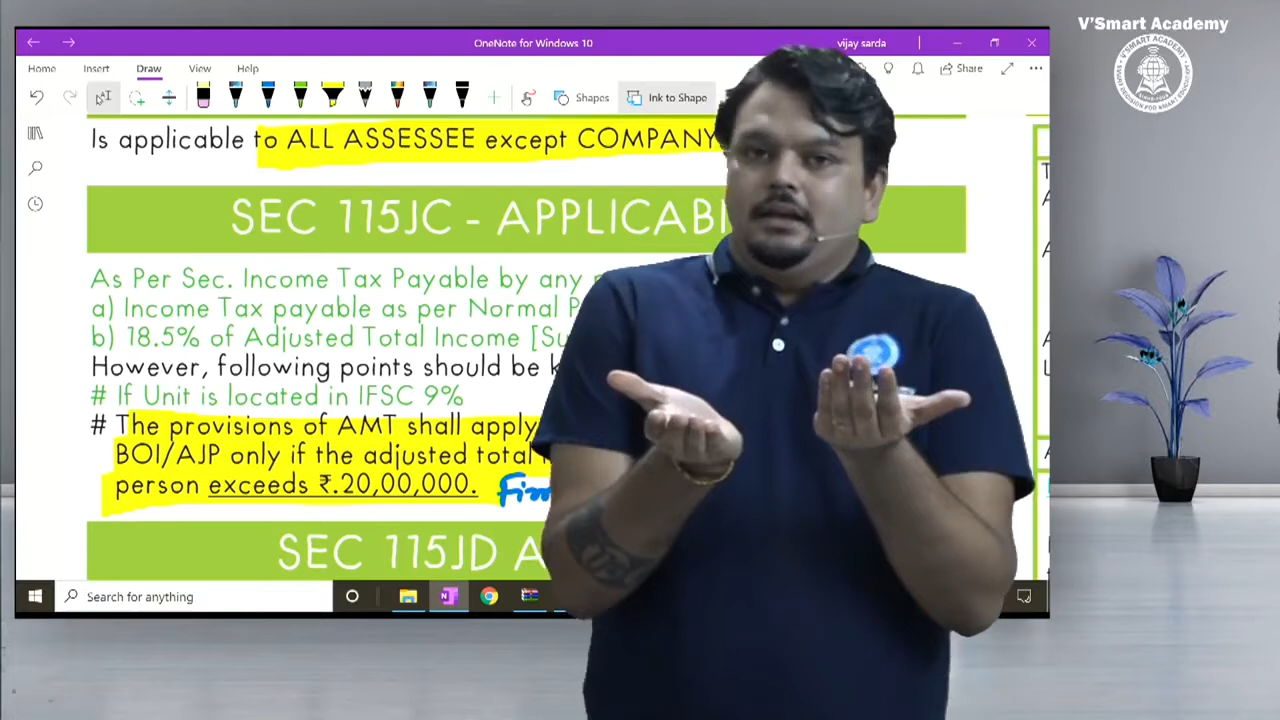 V'Smart Academy
OneNote for Windows 10
vijay sarda
Home Insert Draw View Help
Share
Shapes
Ink to Shape
Is applicable to ALL ASSESSEE except COMPANY
SEC 115JC - APPLICABI
As Per Sec. Income Tax Payable by any
a) Income Tax payable as per Normal P
b) 18.5% of Adjusted Total Income [Su
However, following points should be k
# If Unit is located in IFSC 9%
# The provisions of AMT shall apply
BOI/AJP only if the adjusted total
person exceeds ₹.20,00,000.
SEC 115JD A
Search for anything